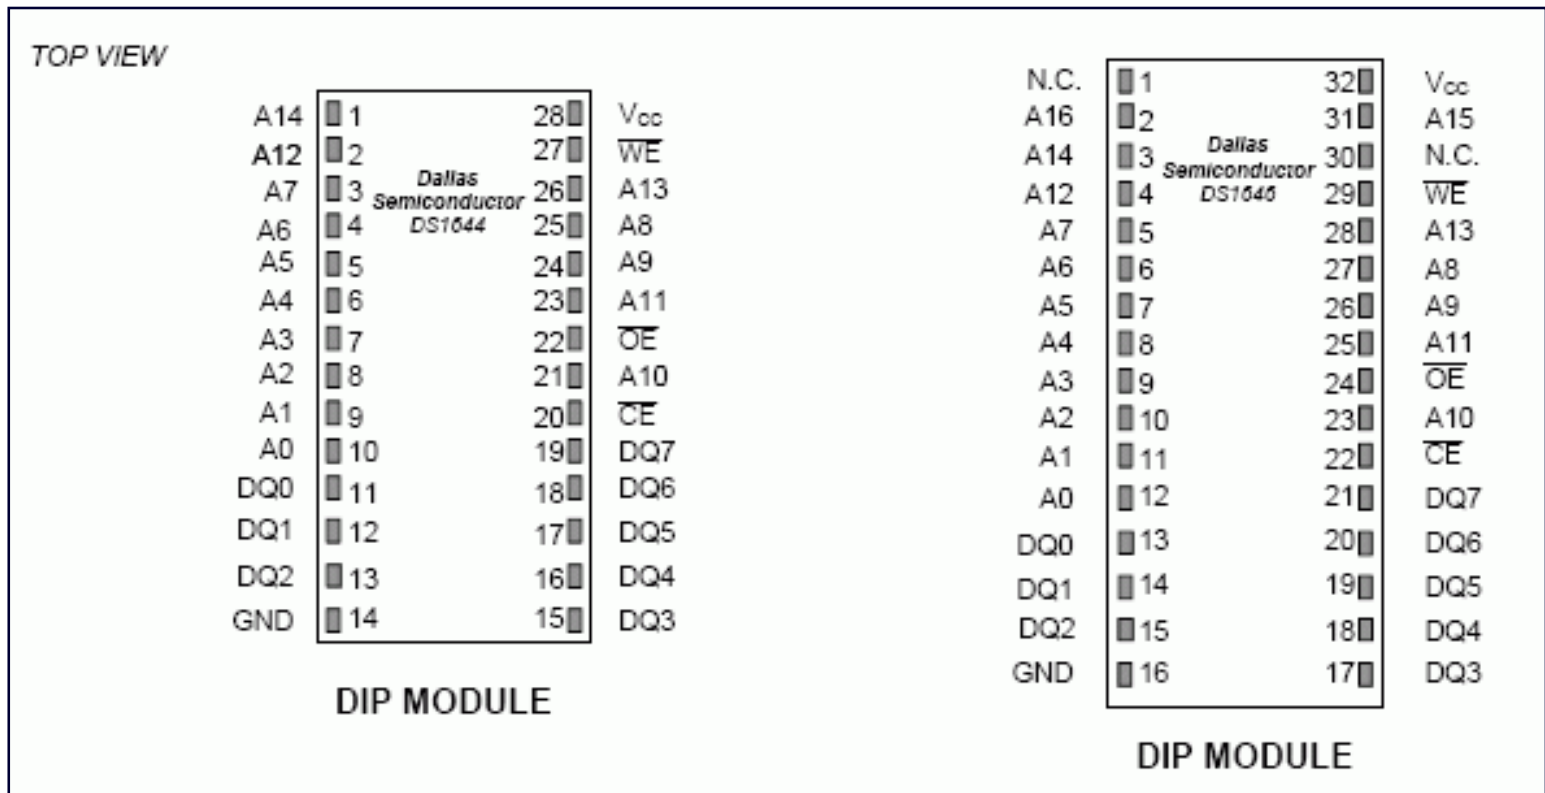 TOP VIEW
A14 1 28 Vcc
A12 2 27 W̅E̅
A7 3 26 A13
A6 4 25 A8
A5 5 24 A9
A4 6 23 A11
A3 7 22 O̅E̅
A2 8 21 A10
A1 9 20 C̅E̅
A0 10 19 DQ7
DQ0 11 18 DQ6
DQ1 12 17 DQ5
DQ2 13 16 DQ4
GND 14 15 DQ3
Dallas
Semiconductor
DS1644
DIP MODULE
N.C. 1 32 Vcc
A16 2 31 A15
A14 3 30 N.C.
A12 4 29 W̅E̅
A7 5 28 A13
A6 6 27 A8
A5 7 26 A9
A4 8 25 A11
A3 9 24 O̅E̅
A2 10 23 A10
A1 11 22 C̅E̅
A0 12 21 DQ7
DQ0 13 20 DQ6
DQ1 14 19 DQ5
DQ2 15 18 DQ4
GND 16 17 DQ3
Dallas
Semiconductor
DS1646
DIP MODULE